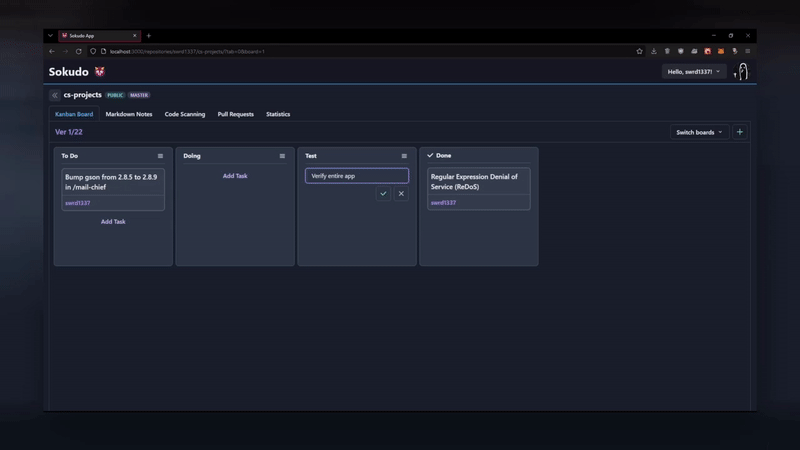 Sokudo App
localhost:3000/repositories/swrd1337/cs-projects/?tab=0&board=1
Sokudo
Hello, swrd1337!
cs-projects PUBLIC MASTER
Kanban Board Markdown Notes Code Scanning Pull Requests Statistics
Ver 1/22
Switch boards
To Do
Bump gson from 2.8.5 to 2.8.9
in /mail-chief
swrd1337
Add Task
Doing
Add Task
Test
Verify entire app
Done
Regular Expression Denial of
Service (ReDoS)
swrd1337